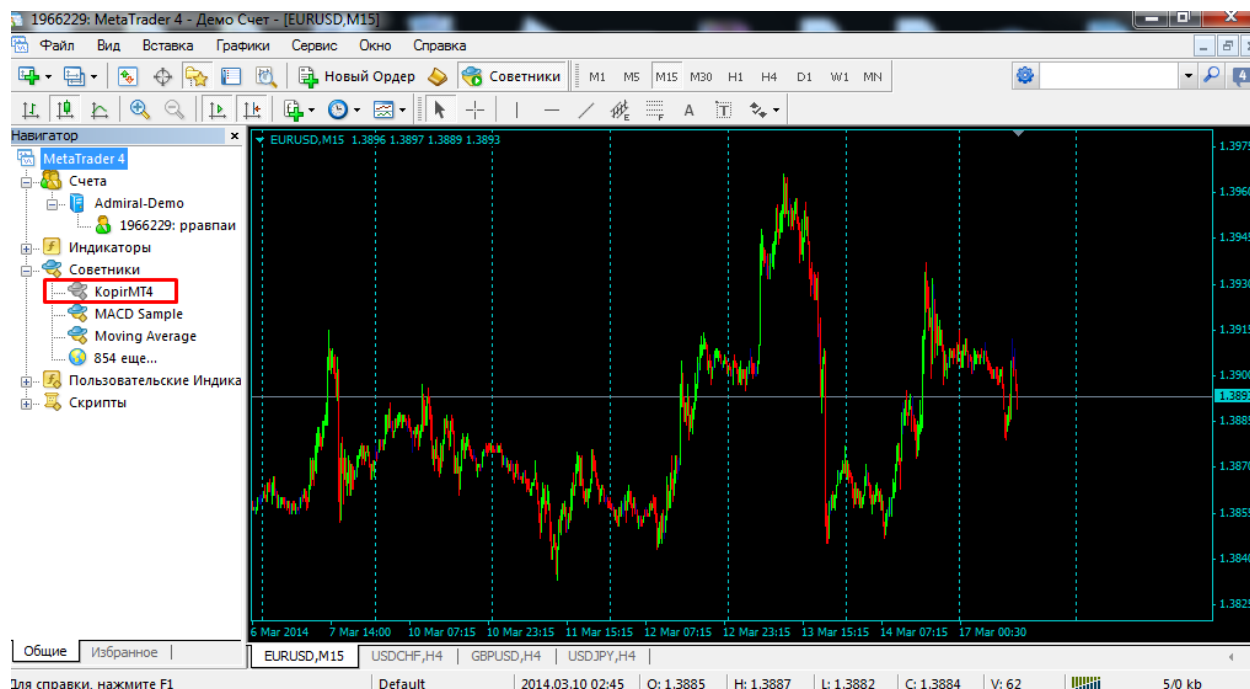 1966229: MetaTrader 4 - Демо Счет - [EURUSD,M15]
Файл Вид Вставка Графики Сервис Окно Справка
Новый Ордер Советники M1 M5 M15 M30 H1 H4 D1 W1 MN 4
E F A T
Навигатор x
MetaTrader 4
Счета
Admiral-Demo
1966229: рравпаи
Индикаторы
Советники
KopirMT4
MACD Sample
Moving Average
854 еще...
Пользовательские Индика
Скрипты
Общие Избранное
EURUSD,M15 1.3896 1.3897 1.3889 1.3893
1.3975
1.3960
1.3945
1.3930
1.3915
1.3900
1.3893
1.3885
1.3870
1.3855
1.3840
1.3825
6 Mar 2014 7 Mar 14:00 10 Mar 07:15 10 Mar 23:15 11 Mar 15:15 12 Mar 07:15 12 Mar 23:15 13 Mar 15:15 14 Mar 07:15 17 Mar 00:30
EURUSD,M15 USDCHF,H4 GBPUSD,H4 USDJPY,H4
Для справки, нажмите F1 Default 2014.03.10 02:45 O: 1.3885 H: 1.3887 L: 1.3882 C: 1.3884 V: 62 5/0 kb